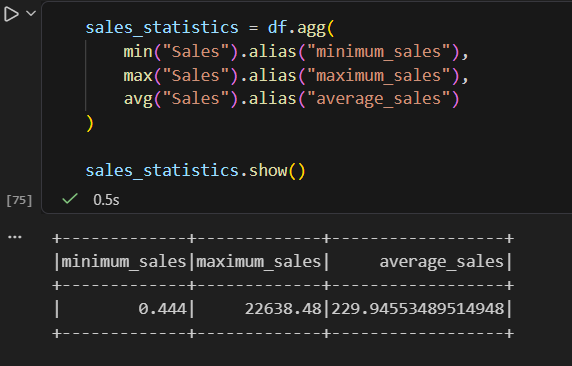 sales_statistics = df.agg(
    min("Sales").alias("minimum_sales"),
    max("Sales").alias("maximum_sales"),
    avg("Sales").alias("average_sales")
)
sales_statistics.show()
[75]
0.5s
...
+-------------+-------------+------------------+
|minimum_sales|maximum_sales|     average_sales|
+-------------+-------------+------------------+
|        0.444|     22638.48|229.94553489514948|
+-------------+-------------+------------------+